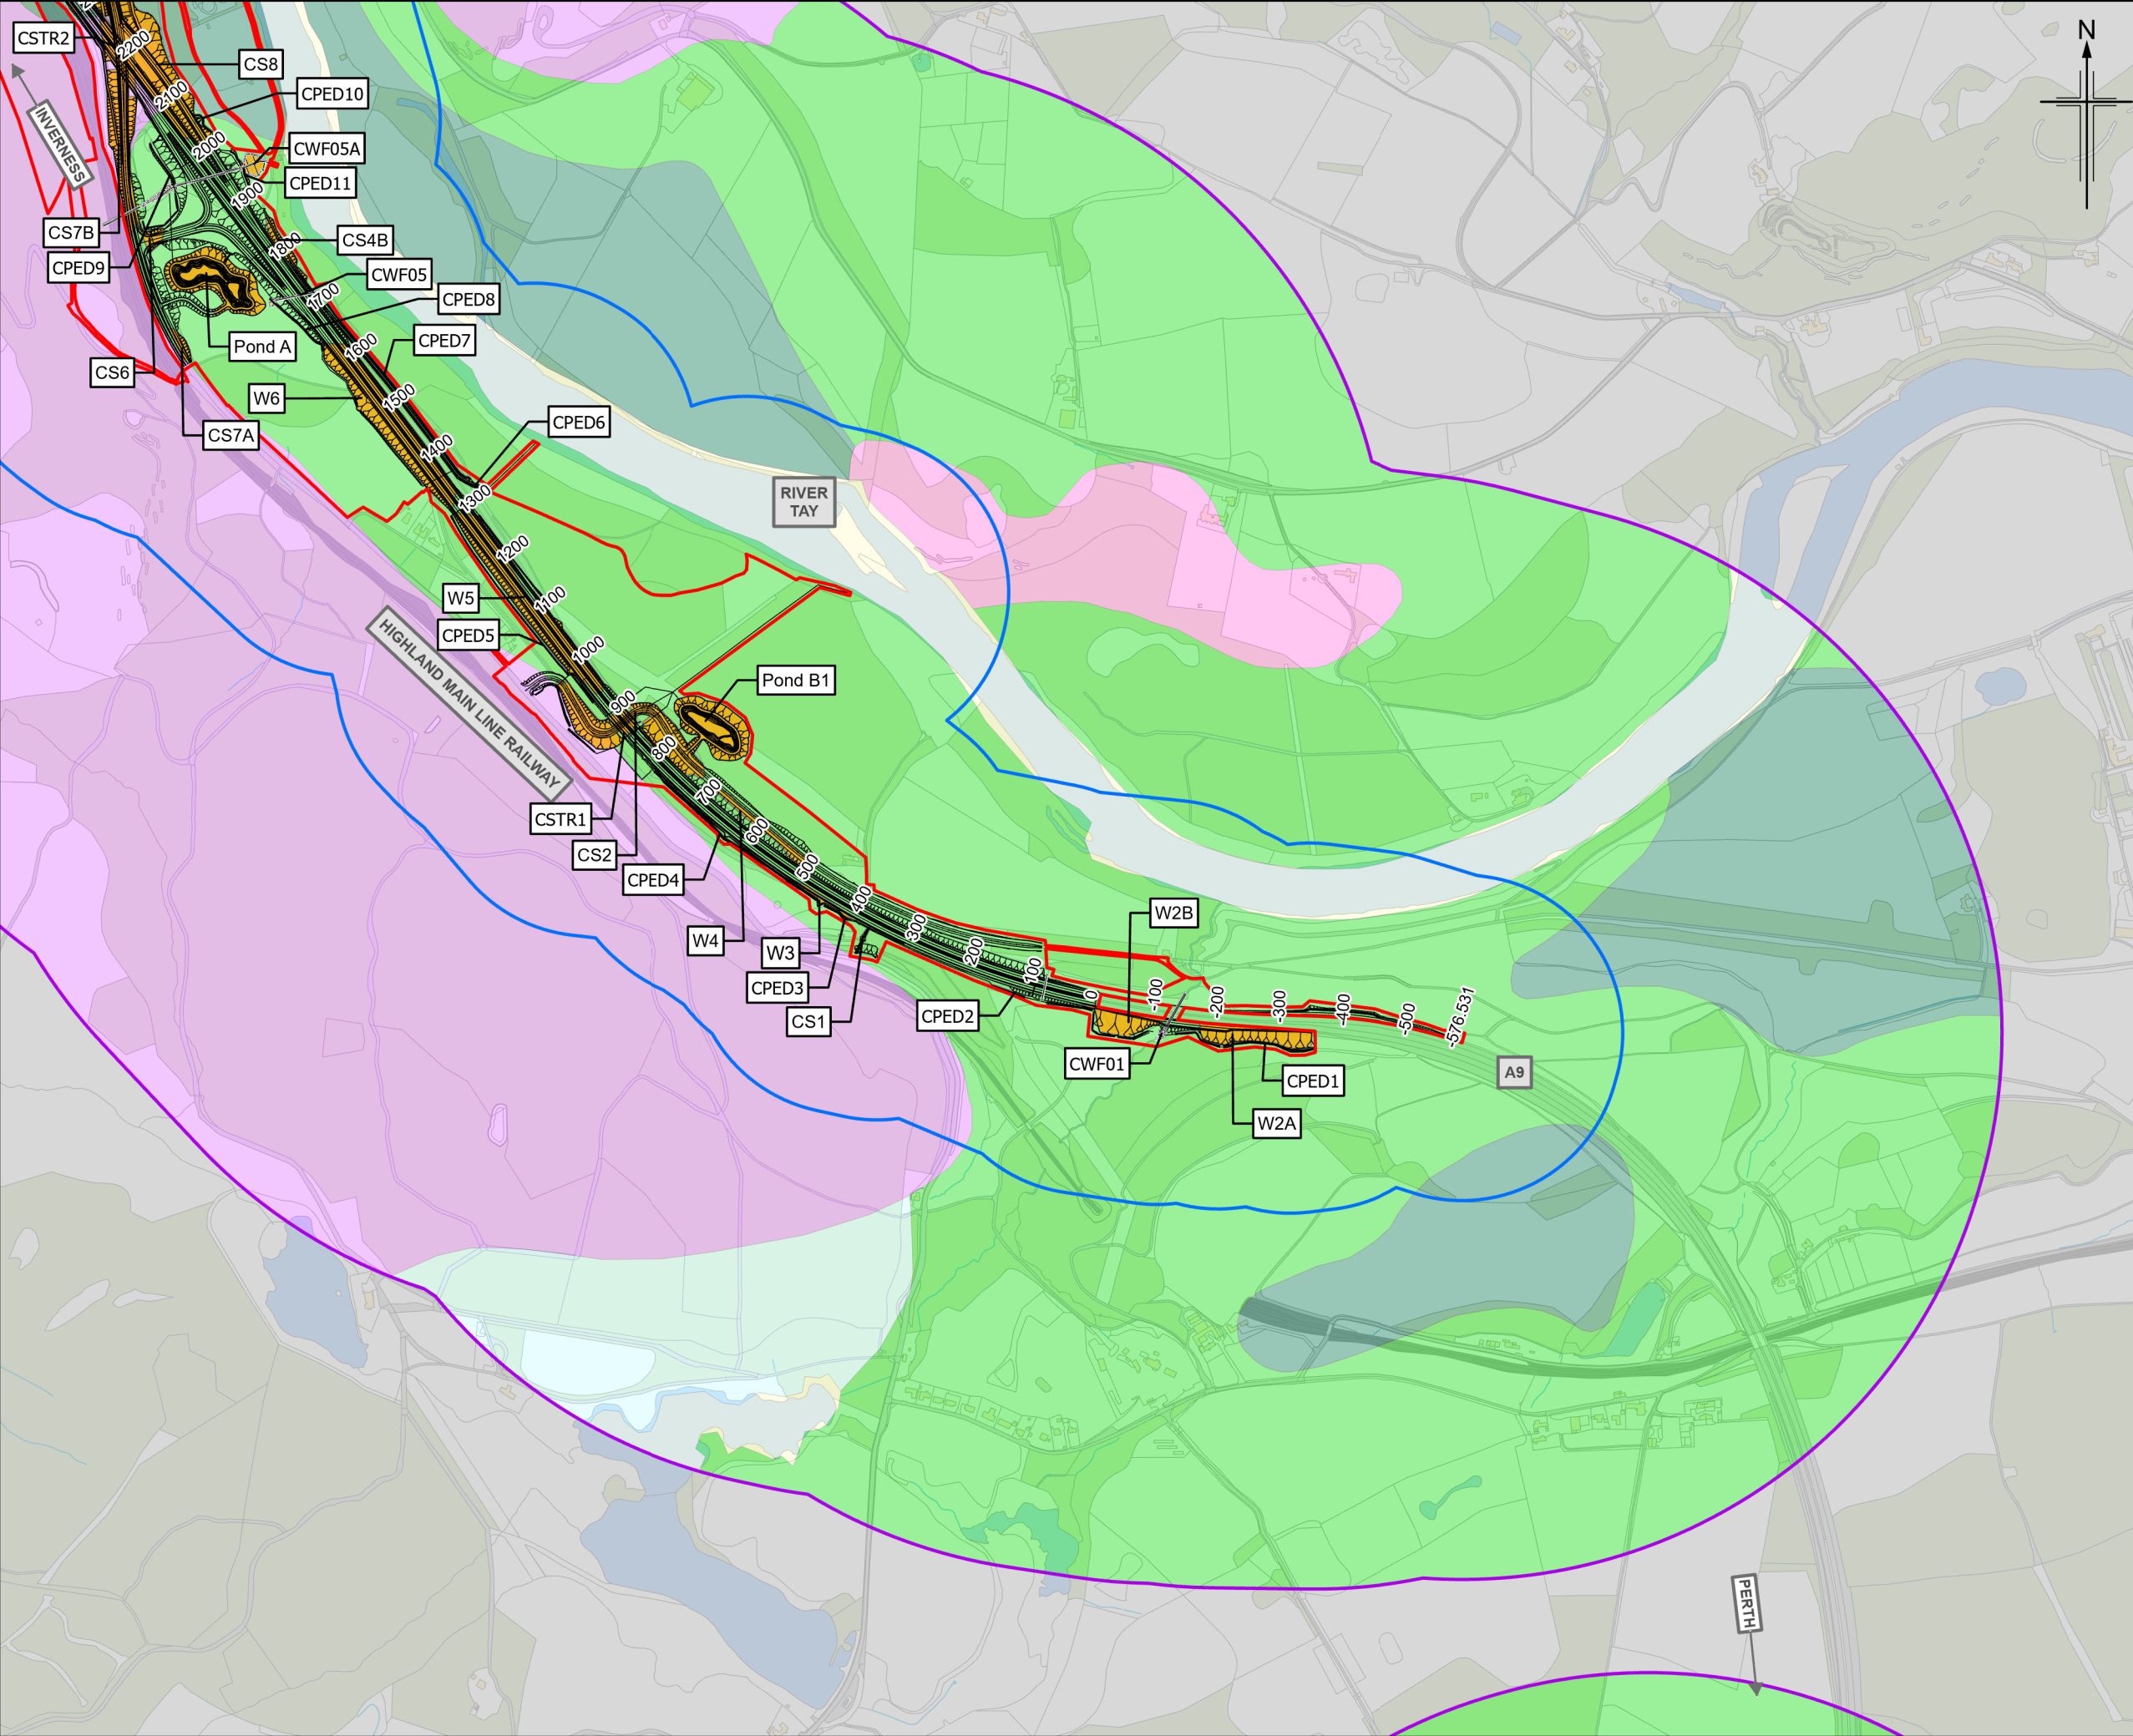 CSTR2
2200
N
CS8
2100
CPED10
INVERNESS
2000
CWF05A
CPED11
1900
CS7B
CS4B
1800
CPED9
CWF05
1700
CPED8
Pond A
1600
CPED7
CS6
W6
1500
CPED6
CS7A
1400
1300
RIVER
TAY
1200
W5
1100
CPED5
1000
HIGHLAND MAIN LINE RAILWAY
Pond B1
900
800
700
CSTR1
600
CS2
500
CPED4
400
W2B
300
W4
W3
200
100
CPED3
0
-100
-200
-300
-400
-500
-576.531
CS1
CPED2
CWF01
A9
CPED1
W2A
PERTH